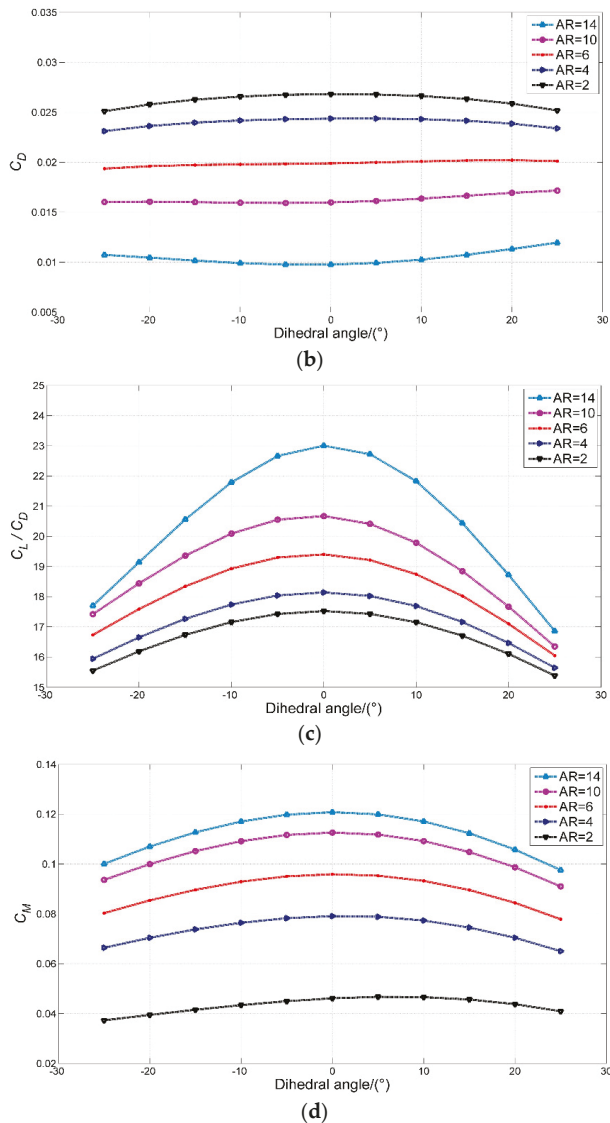 0.035
0.03
0.025
0.02
0.015
0.01
0.005
C_D
AR=14
AR=10
AR=6
AR=4
AR=2
-30 -20 -10 0 10 20 30
Dihedral angle/(°)
(b)
25
24
23
22
21
20
19
18
17
16
15
C_L / C_D
AR=14
AR=10
AR=6
AR=4
AR=2
-30 -20 -10 0 10 20 30
Dihedral angle/(°)
(c)
0.14
0.12
0.1
0.08
0.06
0.04
0.02
C_M
AR=14
AR=10
AR=6
AR=4
AR=2
-30 -20 -10 0 10 20 30
Dihedral angle/(°)
(d)